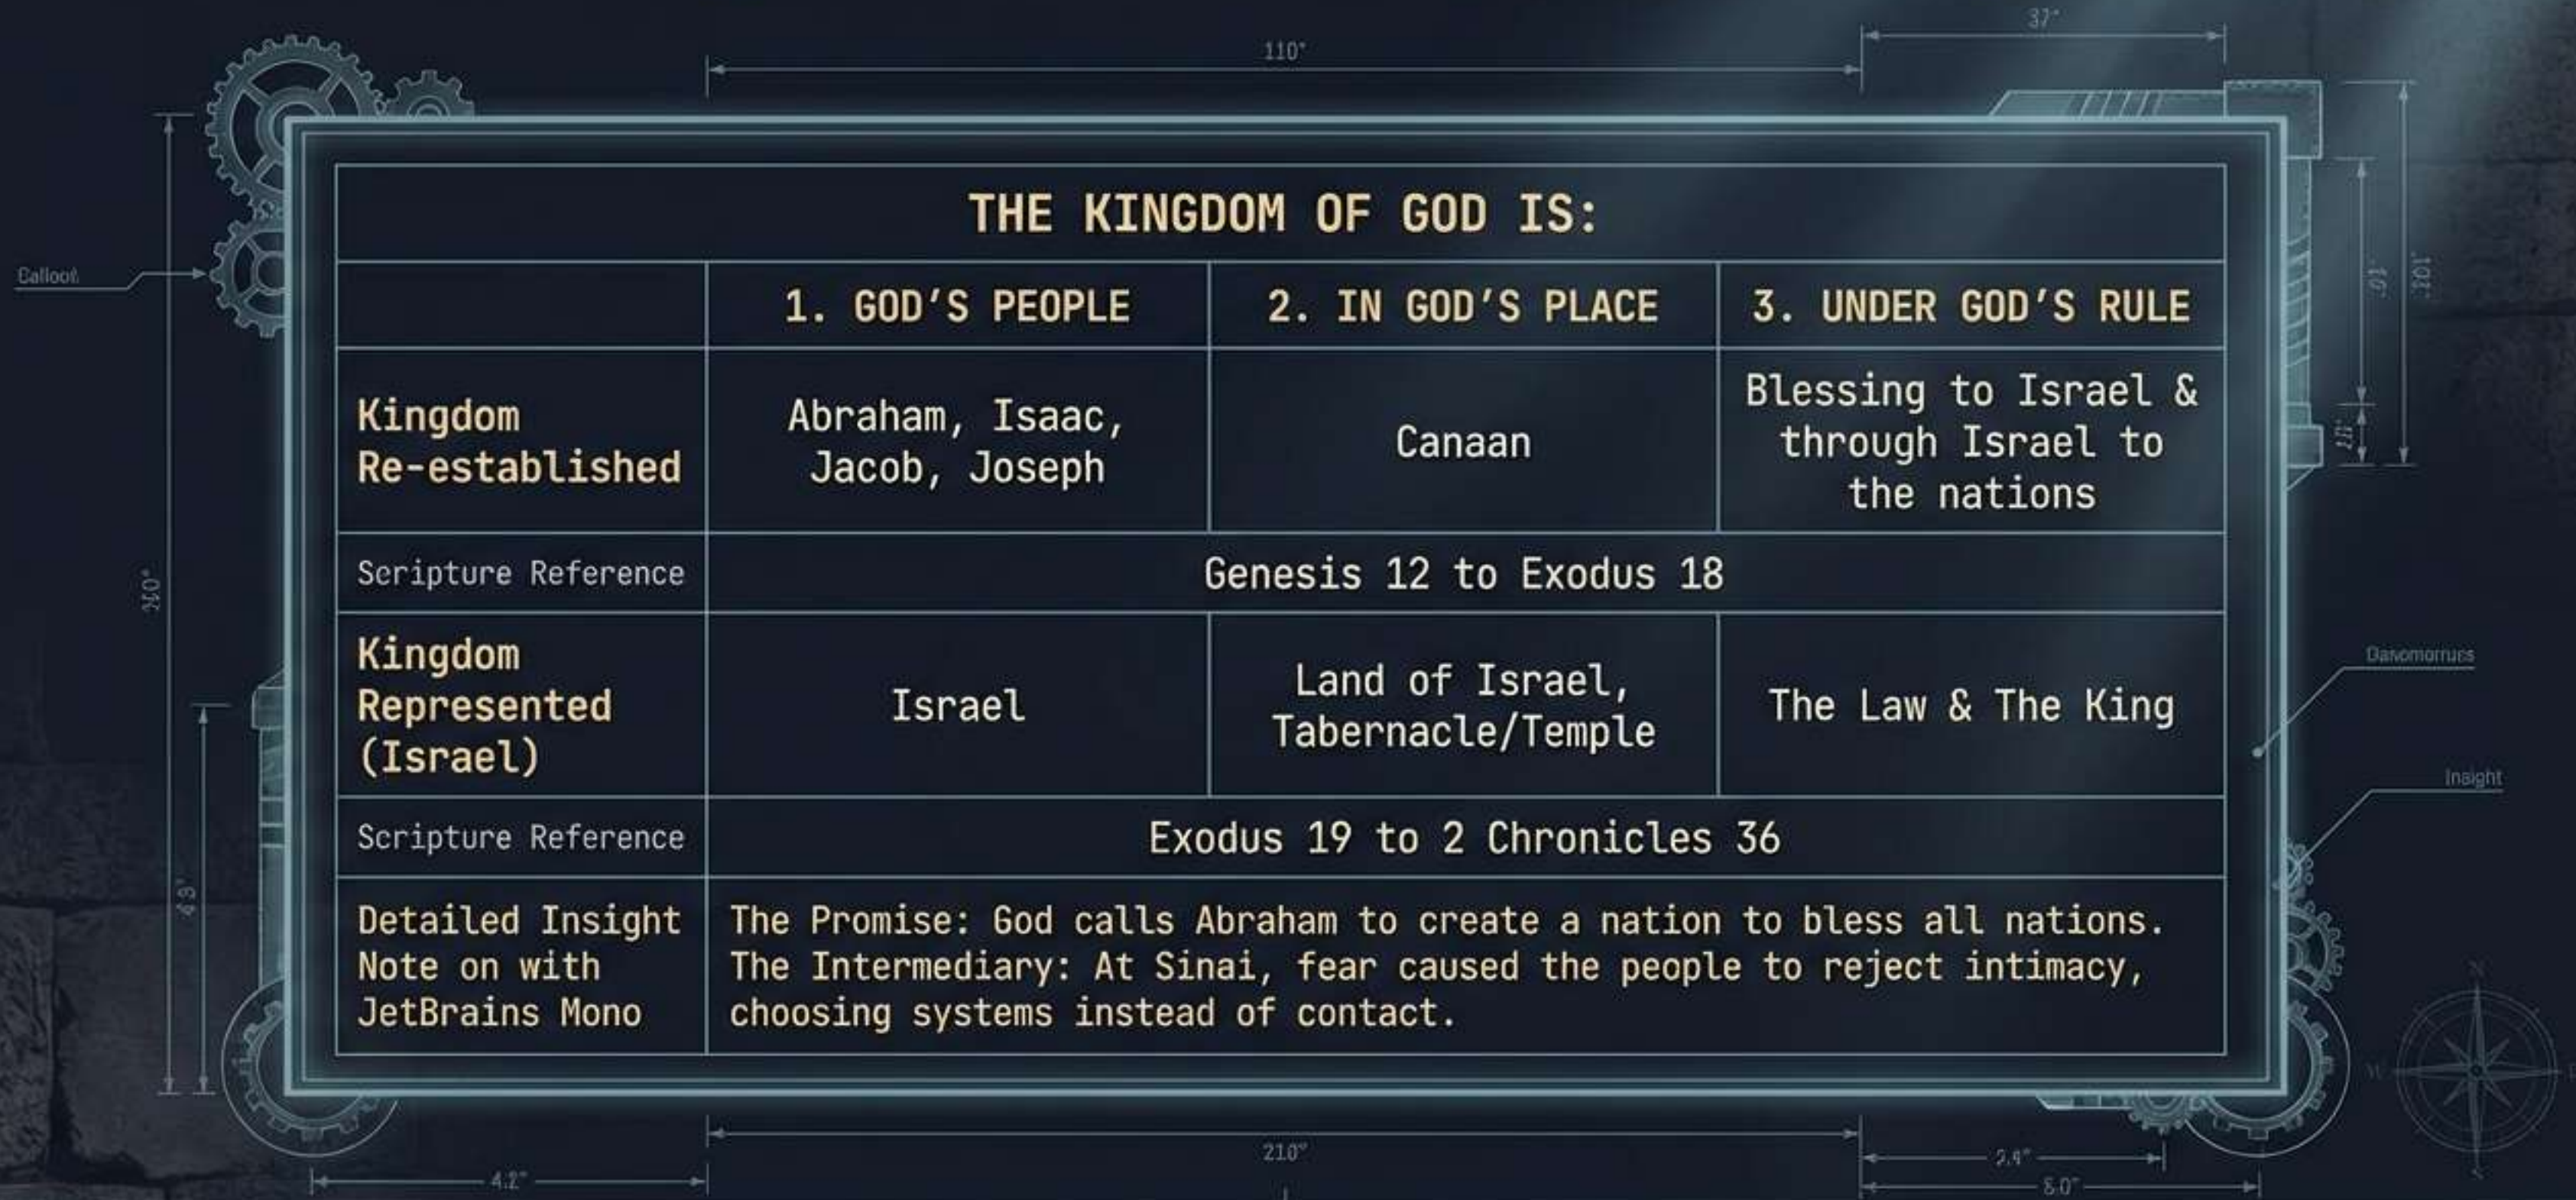 37"
110"
THE KINGDOM OF GOD IS:
1. GOD'S PEOPLE
2. IN GOD'S PLACE
3. UNDER GOD'S RULE
Kingdom
Re-established
Abraham, Isaac,
Jacob, Joseph
Canaan
Blessing to Israel &
through Israel to
the nations
Scripture Reference
Genesis 12 to Exodus 18
Kingdom
Represented
(Israel)
Israel
Land of Israel,
Tabernacle/Temple
The Law & The King
Insight
Scripture Reference
Exodus 19 to 2 Chronicles 36
Detailed Insight
Note on with
JetBrains Mono
The Promise: God calls Abraham to create a nation to bless all nations.
The Intermediary: At Sinai, fear caused the people to reject intimacy,
choosing systems instead of contact.
N
210"
4.2"